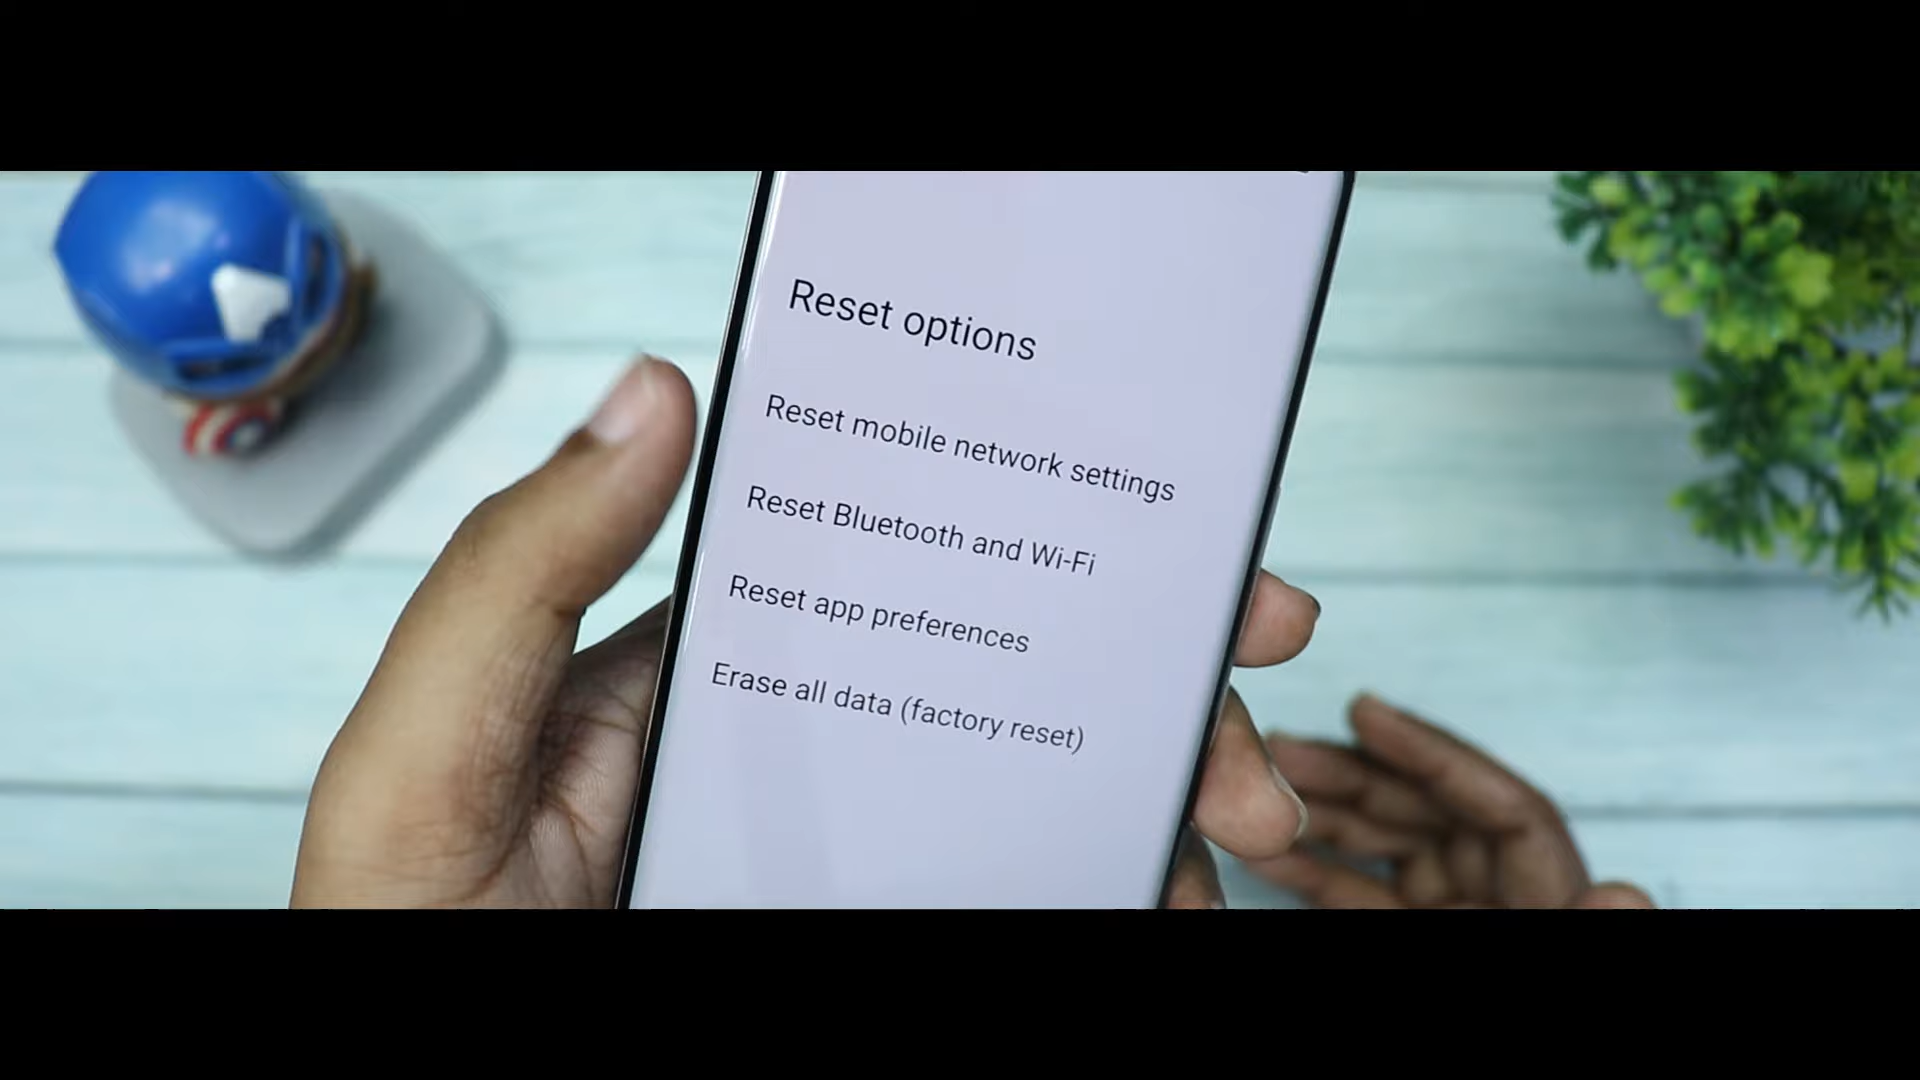 Reset options
Reset mobile network settings
Reset Bluetooth and Wi-Fi
Reset app preferences
Erase all data (factory reset)